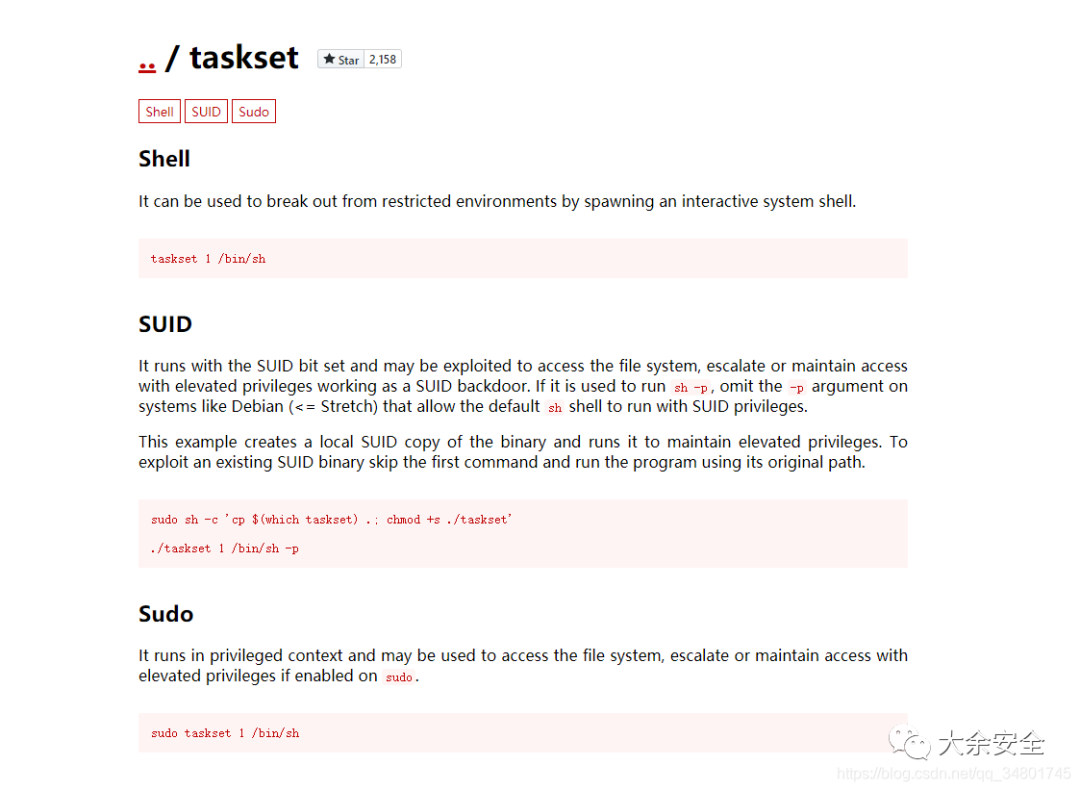 .. / taskset ★ Star 2,158
Shell SUID Sudo
Shell
It can be used to break out from restricted environments by spawning an interactive system shell.
taskset 1 /bin/sh
SUID
It runs with the SUID bit set and may be exploited to access the file system, escalate or maintain access
with elevated privileges working as a SUID backdoor. If it is used to run sh -p, omit the -p argument on
systems like Debian (<= Stretch) that allow the default sh shell to run with SUID privileges.
This example creates a local SUID copy of the binary and runs it to maintain elevated privileges. To
exploit an existing SUID binary skip the first command and run the program using its original path.
sudo sh -c 'cp $(which taskset) .; chmod +s ./taskset'
./taskset 1 /bin/sh -p
Sudo
It runs in privileged context and may be used to access the file system, escalate or maintain access with
elevated privileges if enabled on sudo.
sudo taskset 1 /bin/sh
大余安全
https://blog.csdn.net/qq_34801745